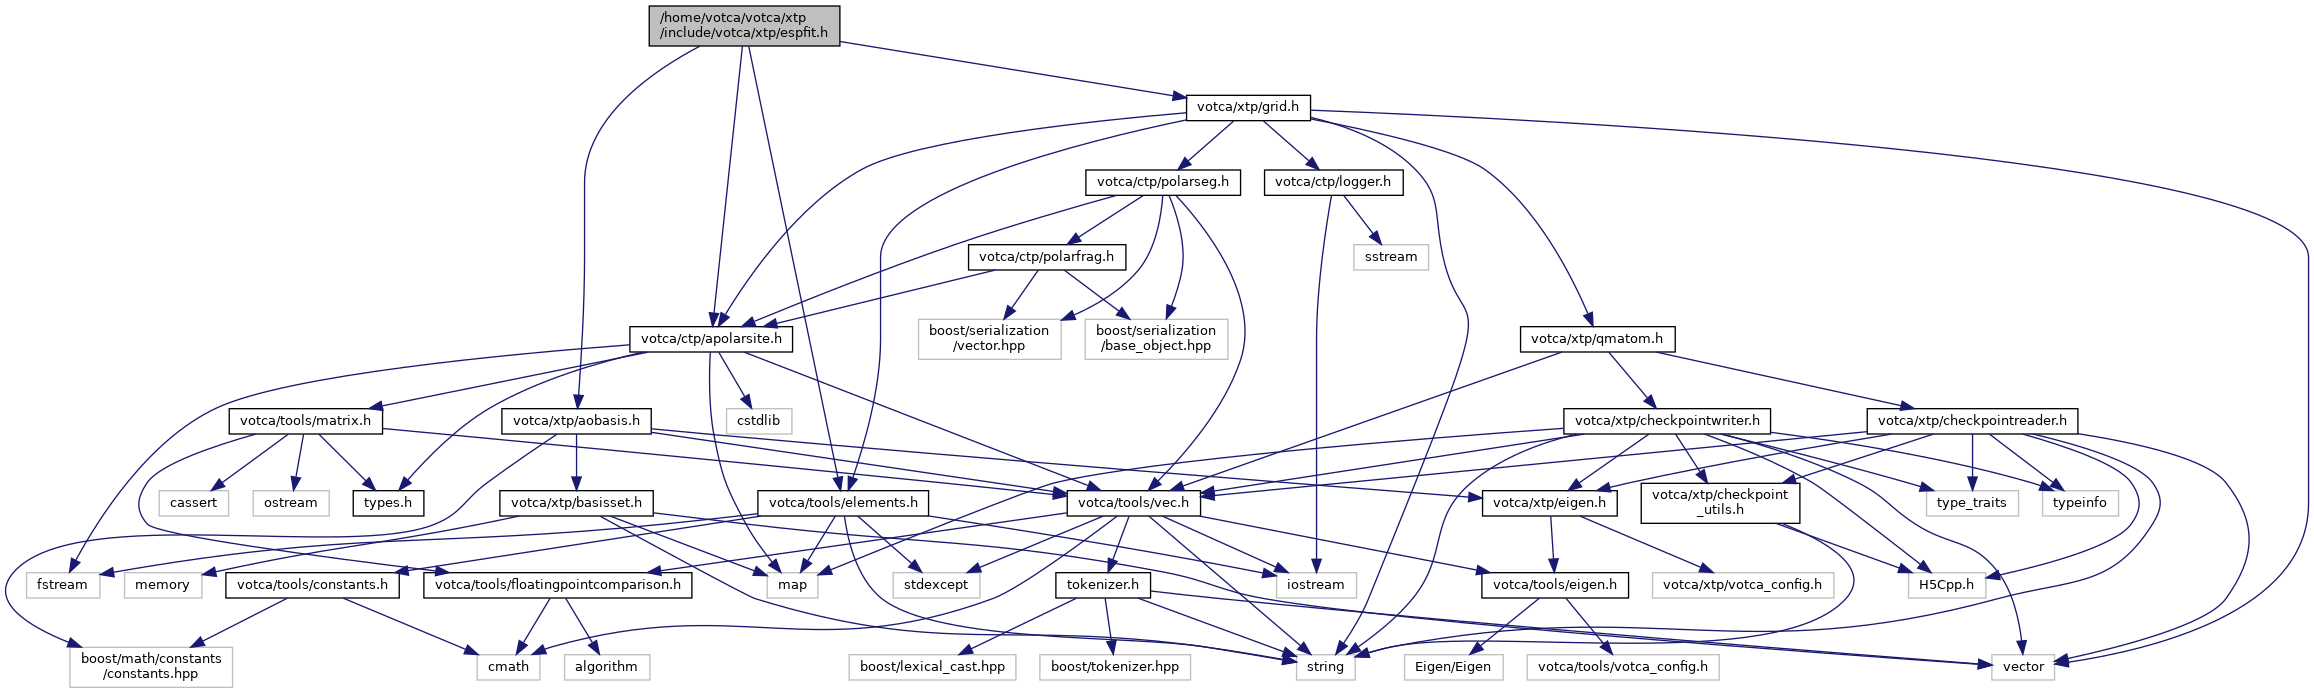 /home/votca/votca/xtp
/include/votca/xtp/espfit.h
votca/xtp/grid.h
votca/ctp/polarseg.h
votca/ctp/logger.h
votca/ctp/polarfrag.h
sstream
boost/serialization
/vector.hpp
boost/serialization
/base_object.hpp
votca/ctp/apolarsite.h
votca/xtp/qmatom.h
votca/tools/matrix.h
votca/xtp/aobasis.h
cstdlib
votca/xtp/checkpointwriter.h
votca/xtp/checkpointreader.h
cassert
ostream
types.h
votca/xtp/basisset.h
votca/tools/elements.h
votca/tools/vec.h
votca/xtp/eigen.h
votca/xtp/checkpoint
_utils.h
type_traits
typeinfo
fstream
memory
votca/tools/constants.h
votca/tools/floatingpointcomparison.h
map
stdexcept
tokenizer.h
iostream
votca/tools/eigen.h
votca/xtp/votca_config.h
H5Cpp.h
boost/math/constants
/constants.hpp
cmath
algorithm
boost/lexical_cast.hpp
boost/tokenizer.hpp
string
Eigen/Eigen
votca/tools/votca_config.h
vector